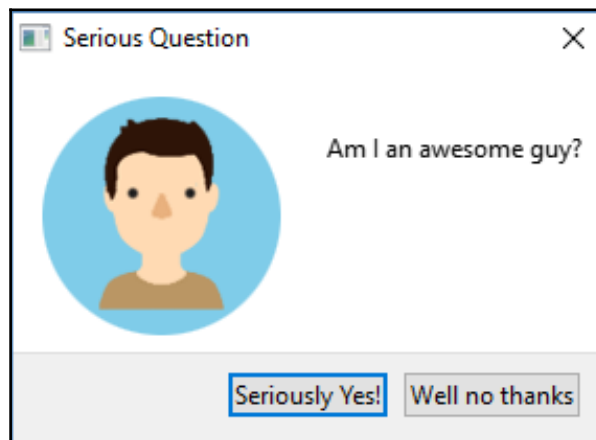 Serious Question
Am I an awesome guy?
Seriously Yes!
Well no thanks